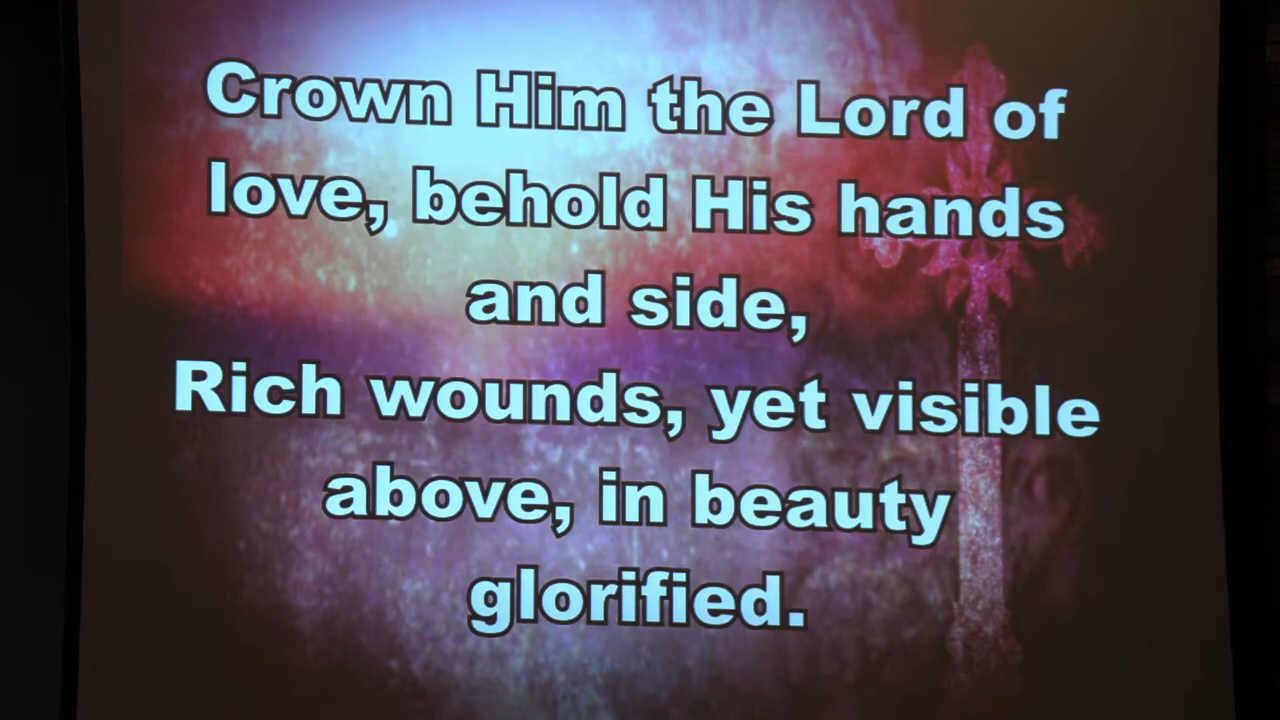 Crown Him the Lord of
love, behold His hands
and side,
Rich wounds, yet visible
above, in beauty
glorified.